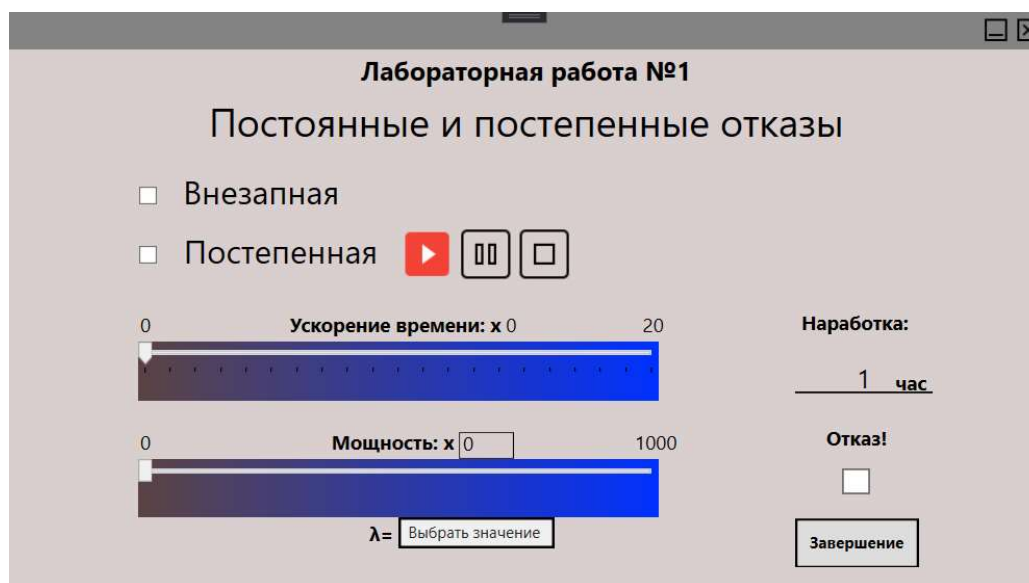 Лабораторная работа №1
Постоянные и постепенные отказы
Внезапная
Постепенная
0 Ускорение времени: x 0 20
Наработка:
1 час
0 Мощность: x 0 1000
Отказ!
λ= Выбрать значение
Завершение